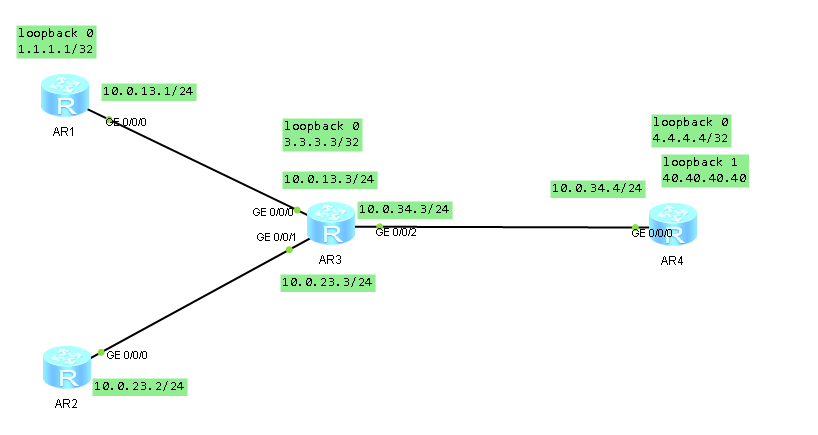 loopback 0
1.1.1.1/32
R
10.0.13.1/24
GE 0/0/0
AR1
loopback 0
3.3.3.3/32
10.0.13.3/24
GE 0/0/0
10.0.34.3/24
GE 0/0/1
R
GE 0/0/2
AR3
10.0.23.3/24
loopback 0
4.4.4.4/32
loopback 1
40.40.40.40
10.0.34.4/24
GE 0/0/0
R
AR4
GE 0/0/0
R
10.0.23.2/24
AR2